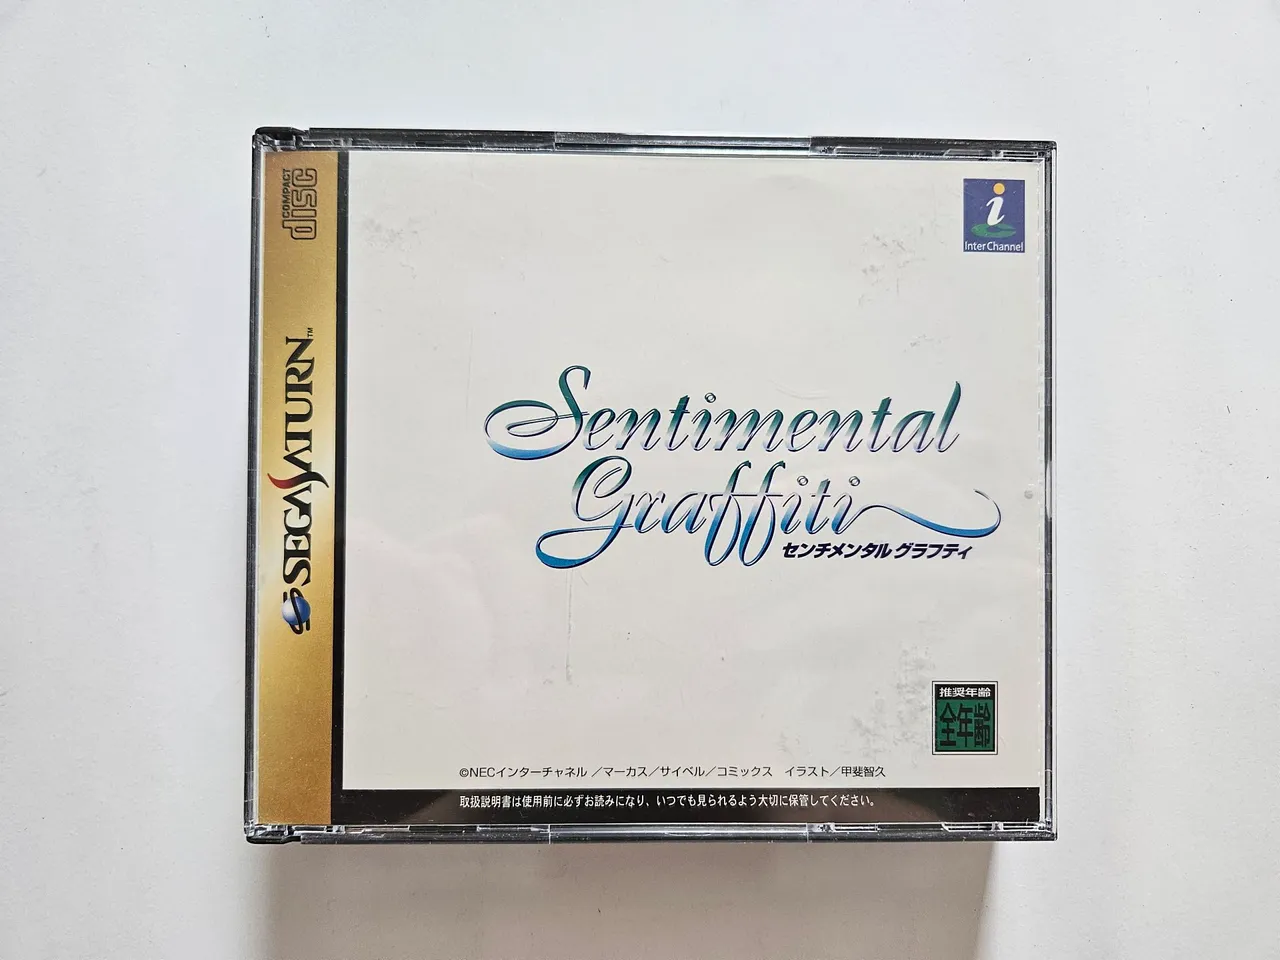 COMPACT
disc
SEGA SATURN™
i
Inter Channel
Sentimental
Graffiti
センチメンタル グラフティ
推奨年齢
全年齢
©NECインターチャネル ／マーカス／サイベル／コミックス イラスト／甲斐智久
取扱説明書は使用前に必ずお読みになり、いつでも見られるよう大切に保管してください。